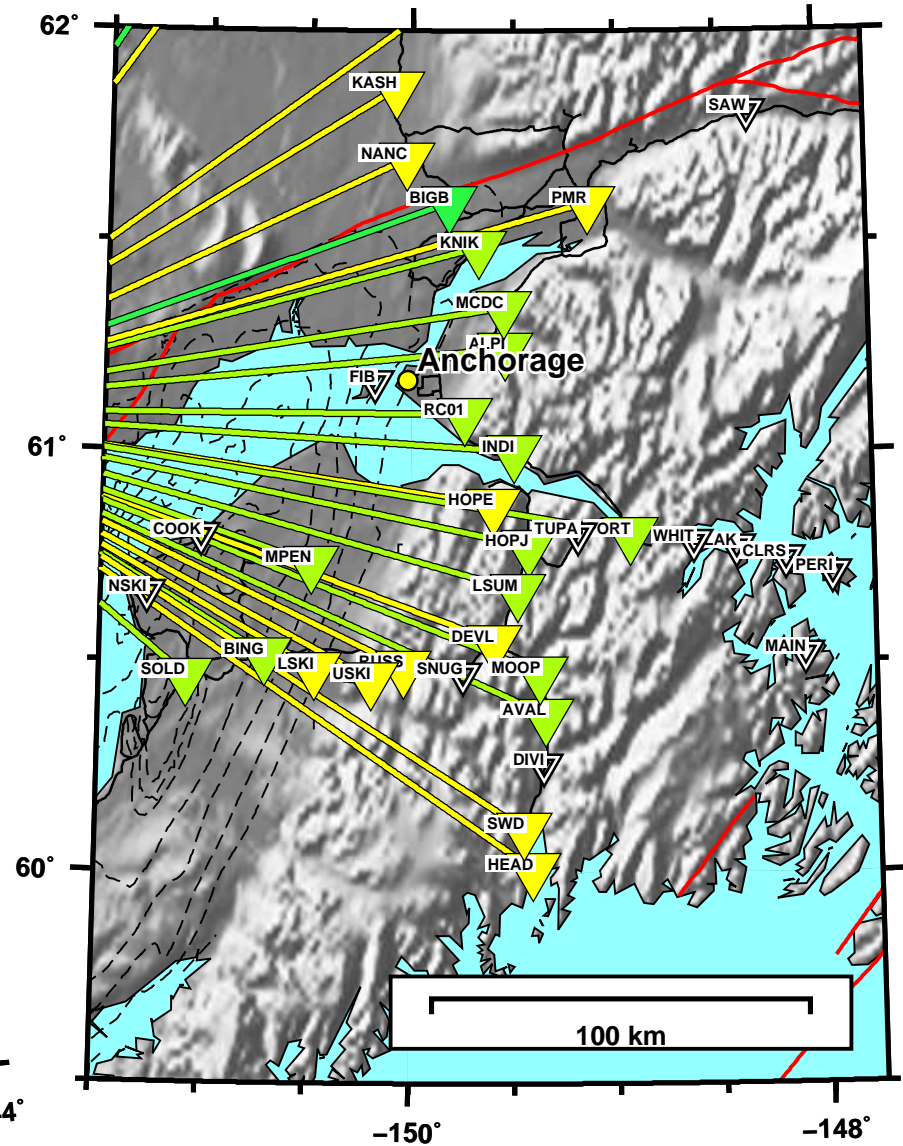 62°
KASH
SAW
NANC
BIGB
PMR
KNIK
MCDC
ALPI
Anchorage
FIB
RC01
61°
INDI
HOPE
COOK
TUPA
ORT
WHIT
AK
HOPJ
CLRS
MPEN
PERI
NSKI
LSUM
DEVL
MAIN
BING
LSKI
SOLD
USKI
SNUG
MOOP
AVAL
DIVI
SWD
60°
HEAD
100 km
4°
−150°
−148°